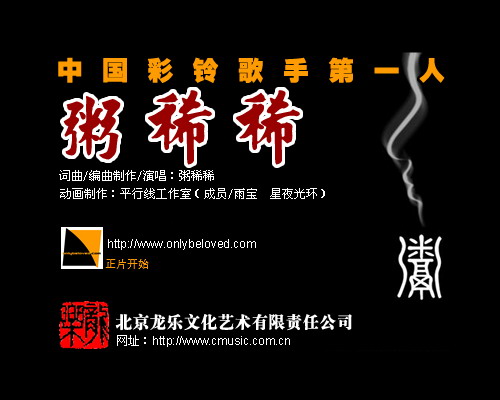 中国彩铃歌手第一人
粥稀稀
词曲/编曲制作/演唱：粥稀稀
动画制作：平行线工作室（成员/雨宝 星夜光环）
http://www.onlybeloved.com
正片开始
北京龙乐文化艺术有限责任公司
网址：http://www.cmusic.com.cn